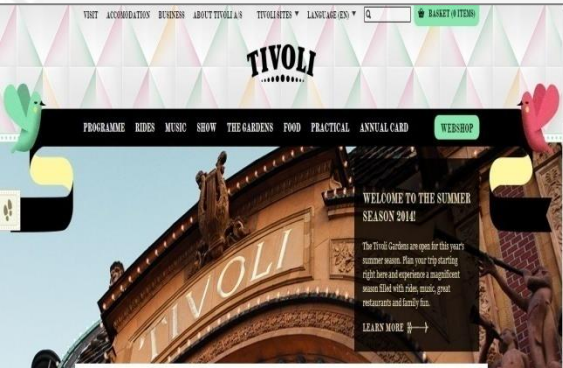 VISIT ACCOMODATION BUSINESS ABOUT TIVOLI A/S TIVOLI SITES LANGUAGE (EN) BASKET (0 ITEMS)
TIVOLI
PROGRAMME RIDES MUSIC SHOW THE GARDENS FOOD PRACTICAL ANNUAL CARD WEBSHOP
WELCOME TO THE SUMMER
SEASON 2014!
The Tivoli Gardens are open for this year's
summer season. Plan your trip starting
right here and experience a magnificent
season filled with rides, music, great
restaurants and family fun.
LEARN MORE
TIVOLI